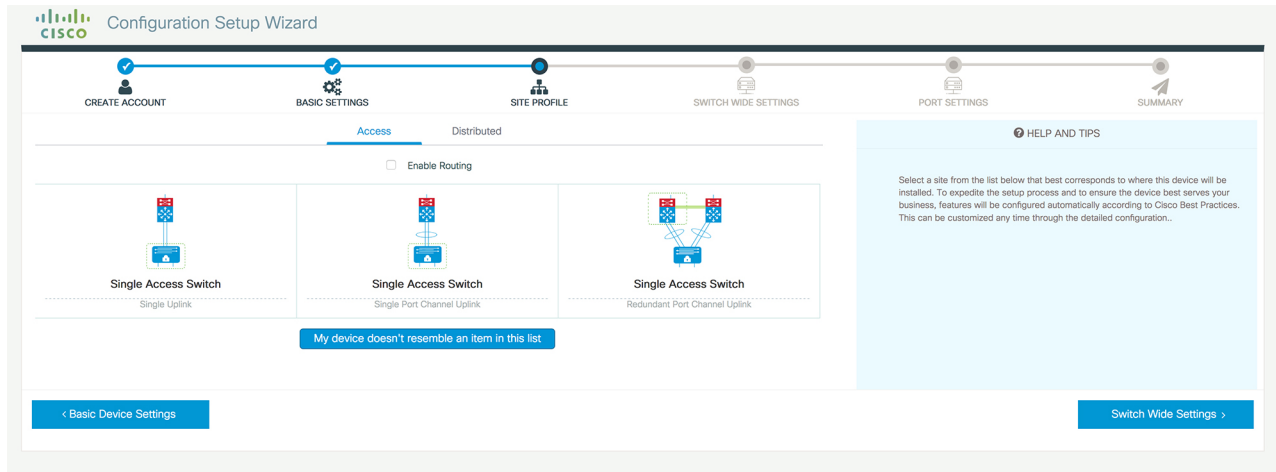 CISCO
Configuration Setup Wizard
CREATE ACCOUNT
BASIC SETTINGS
SITE PROFILE
SWITCH WIDE SETTINGS
PORT SETTINGS
SUMMARY
Access
Distributed
Enable Routing
Single Access Switch
Single Uplink
Single Access Switch
Single Port Channel Uplink
Single Access Switch
Redundant Port Channel Uplink
My device doesn't resemble an item in this list
? HELP AND TIPS
Select a site from the list below that best corresponds to where this device will be
installed. To expedite the setup process and to ensure the device best serves your
business, features will be configured automatically according to Cisco Best Practices.
This can be customized any time through the detailed configuration..
‹ Basic Device Settings
Switch Wide Settings ›